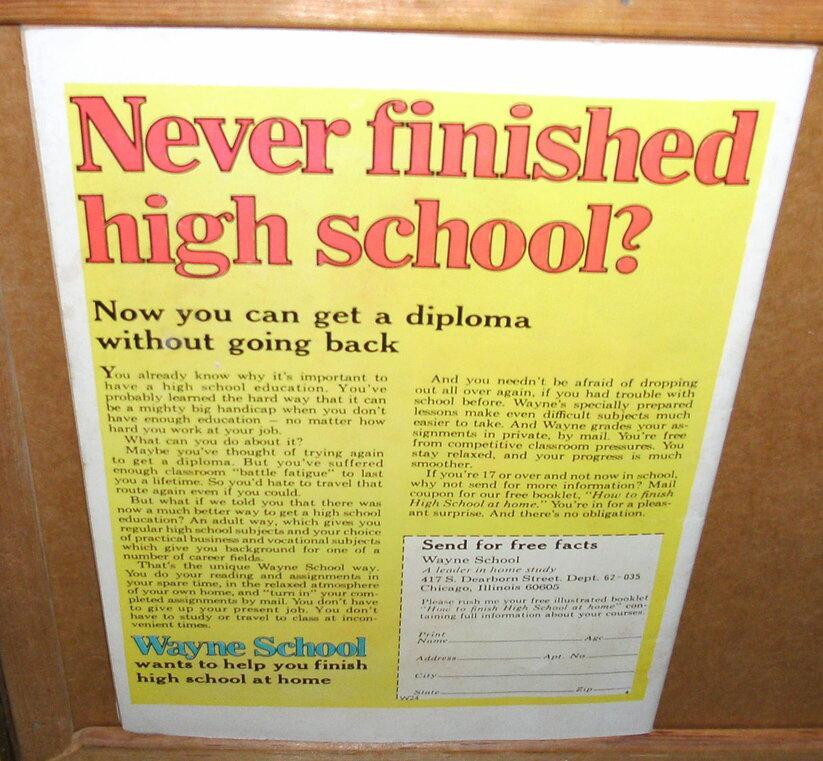 Never finished
high school?
Now you can get a diploma
without going back
You already know why it's important to
have a high school education. You've
probably learned the hard way that it can
be a mighty big handicap when you don't
have enough education — no matter how
hard you work at your job.
What can you do about it?
Maybe you've thought of trying again
to get a diploma. But you've suffered
enough classroom "battle fatigue" to last
you a lifetime. So you'd hate to travel that
route again even if you could.
But what if we told you that there was
now a much better way to get a high school
education? An adult way, which gives you
regular high school subjects and your choice
of practical business and vocational subjects
which give you background for one of a
number of career fields.
That's the unique Wayne School way.
You do your reading and assignments in
your spare time, in the relaxed atmosphere
of your own home, and "turn in" your com-
pleted assignments by mail. You don't have
to give up your present job. You don't
have to study or travel to class at incon-
venient times.
Wayne School
wants to help you finish
high school at home
And you needn't be afraid of dropping
out all over again, if you had trouble with
school before. Wayne's specially prepared
lessons make even difficult subjects much
easier to take. And Wayne grades your as-
signments in private, by mail. You're free
from competitive classroom pressures. You
stay relaxed, and your progress is much
smoother.
If you're 17 or over and not now in school,
why not send for more information? Mail
coupon for our free booklet, "How to finish
High School at home." You're in for a pleas-
ant surprise. And there's no obligation.
Send for free facts
Wayne School
A leader in home study
417 S. Dearborn Street. Dept. 62-035
Chicago, Illinois 60605
Please rush me your free illustrated booklet
"How to finish High School at home" con-
taining full information about your courses.
Print
Name Age
Address Apt. No.
City
State Zip
W24